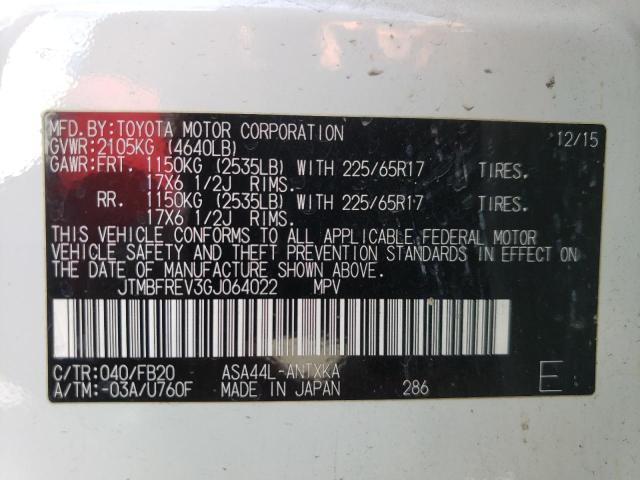 MFD.BY:TOYOTA MOTOR CORPORATION 12/15
GVWR:2105KG (4640LB)
GAWR:FRT. 1150KG (2535LB) WITH 225/65R17 TIRES.
17X6 1/2J RIMS.
RR. 1150KG (2535LB) WITH 225/65R17 TIRES.
17X6 1/2J RIMS.
THIS VEHICLE CONFORMS TO ALL APPLICABLE FEDERAL MOTOR
VEHICLE SAFETY AND THEFT PREVENTION STANDARDS IN EFFECT ON
THE DATE OF MANUFACTURE SHOWN ABOVE.
JTMBFREV3GJ064022 MPV
C/TR:040/FB20 ASA44L-ANTXKA
A/TM:-03A/U760F MADE IN JAPAN 286 E